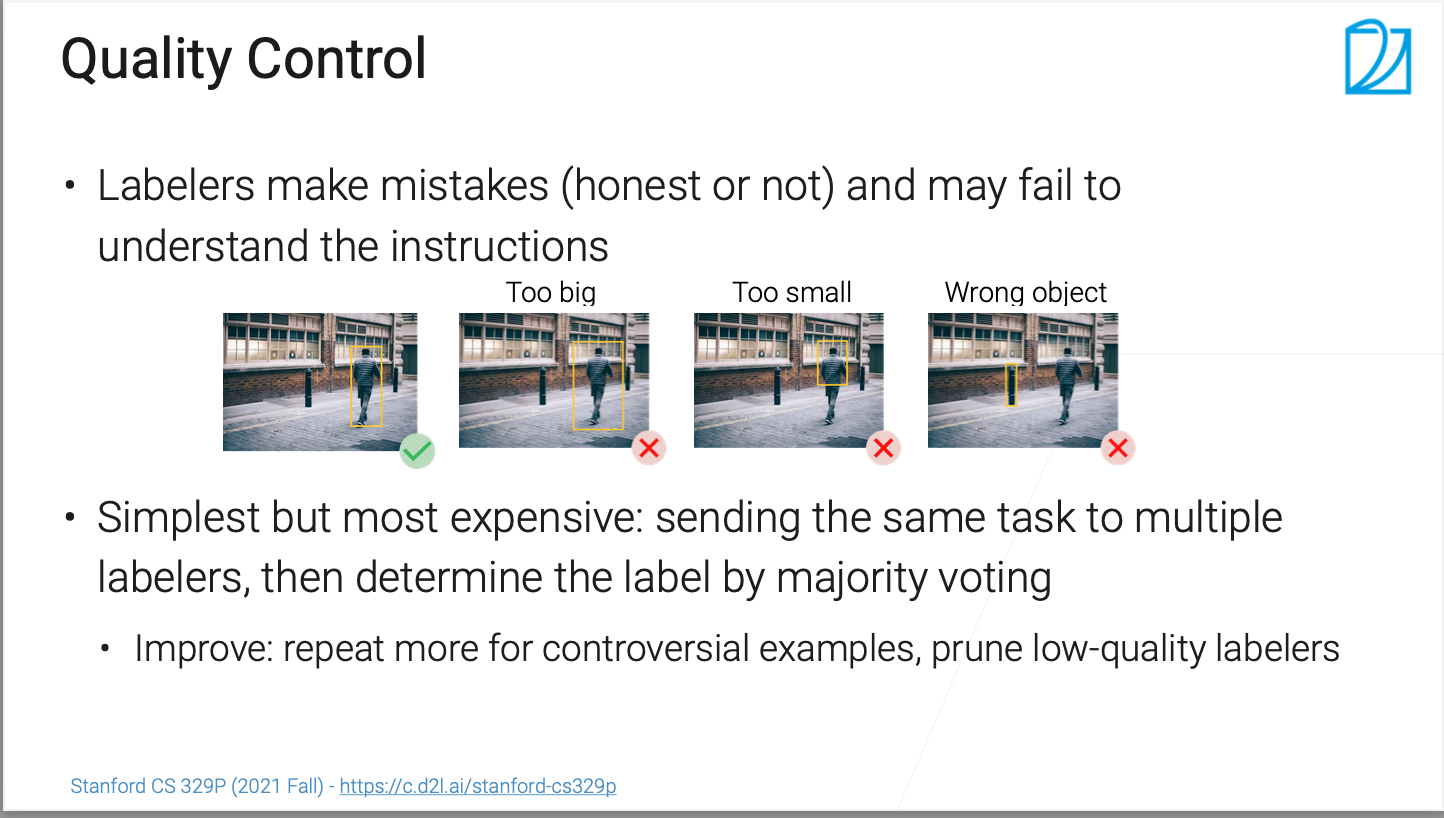 Quality Control
• Labelers make mistakes (honest or not) and may fail to
understand the instructions
Too big
Too small
Wrong object
• Simplest but most expensive: sending the same task to multiple
labelers, then determine the label by majority voting
• Improve: repeat more for controversial examples, prune low-quality labelers
Stanford CS 329P (2021 Fall) - https://c.d2l.ai/stanford-cs329p